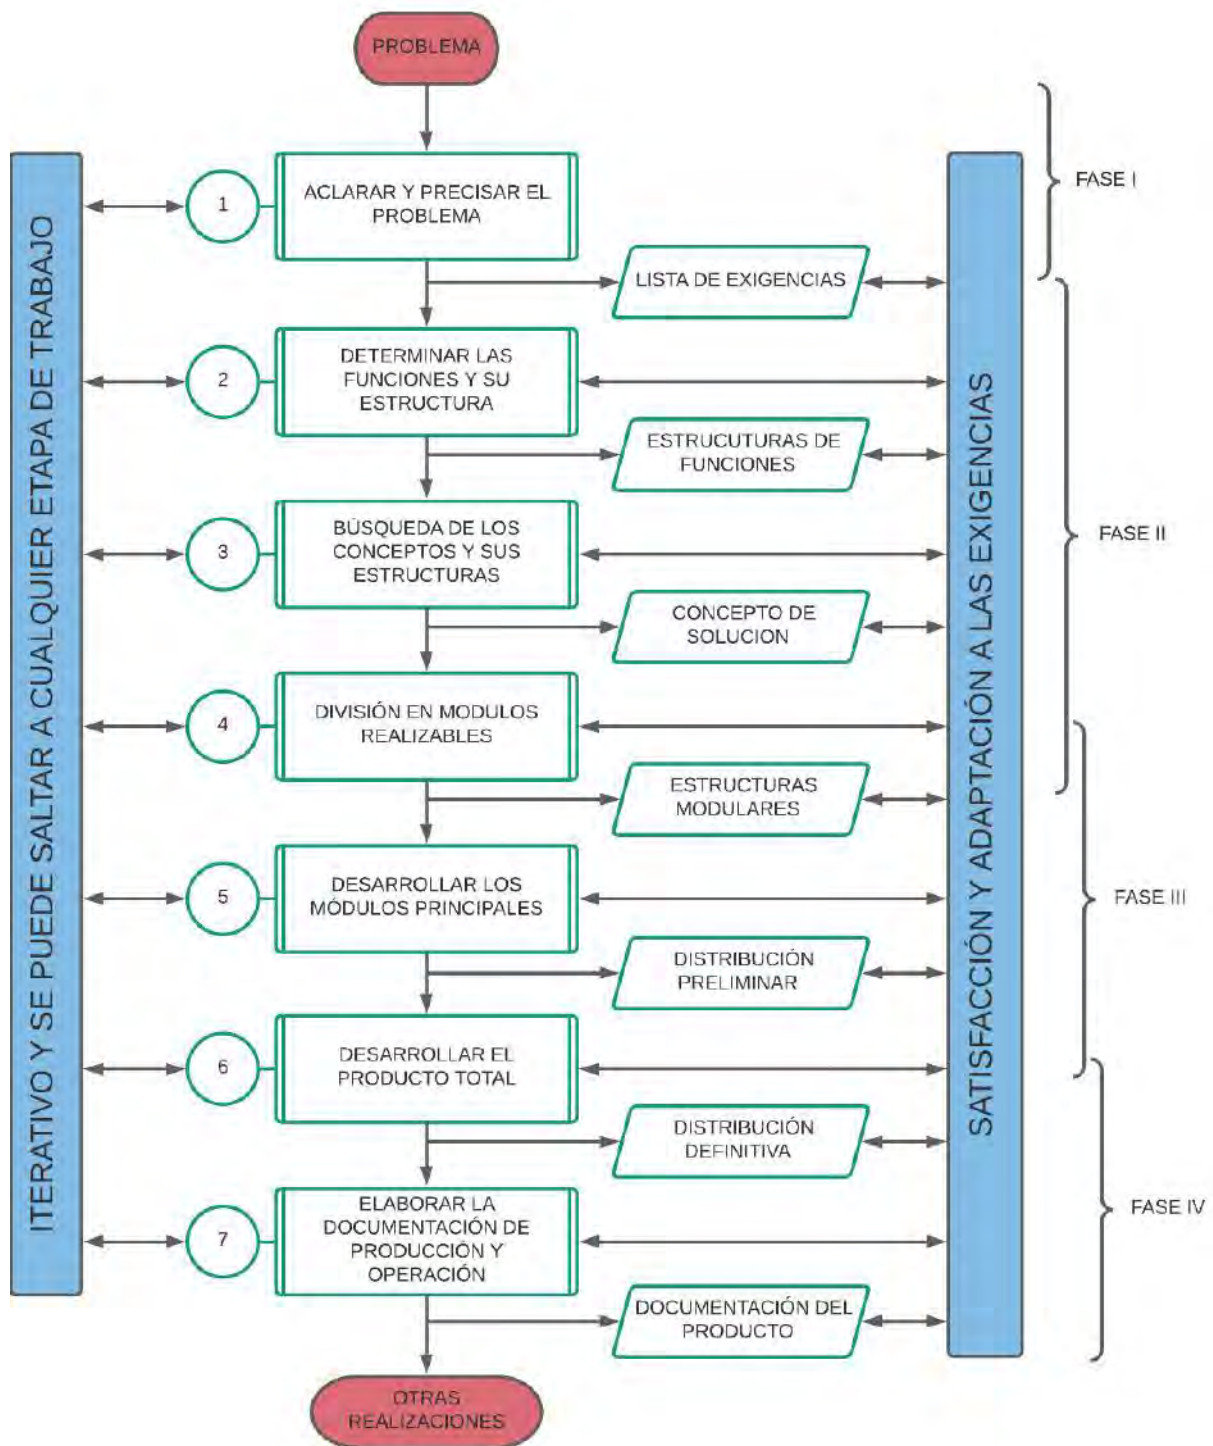 PROBLEMA
ITERATIVO Y SE PUEDE SALTAR A CUALQUIER ETAPA DE TRABAJO
1
ACLARAR Y PRECISAR EL
PROBLEMA
LISTA DE EXIGENCIAS
2
DETERMINAR LAS
FUNCIONES Y SU
ESTRUCTURA
ESTRUCUTURAS DE
FUNCIONES
3
BÚSQUEDA DE LOS
CONCEPTOS Y SUS
ESTRUCTURAS
CONCEPTO DE
SOLUCION
4
DIVISIÓN EN MODULOS
REALIZABLES
ESTRUCTURAS
MODULARES
5
DESARROLLAR LOS
MÓDULOS PRINCIPALES
DISTRIBUCIÓN
PRELIMINAR
6
DESARROLLAR EL
PRODUCTO TOTAL
DISTRIBUCIÓN
DEFINITIVA
7
ELABORAR LA
DOCUMENTACIÓN DE
PRODUCCIÓN Y
OPERACIÓN
DOCUMENTACIÓN DEL
PRODUCTO
OTRAS
REALIZACIONES
SATISFACCIÓN Y ADAPTACIÓN A LAS EXIGENCIAS
FASE I
FASE II
FASE III
FASE IV